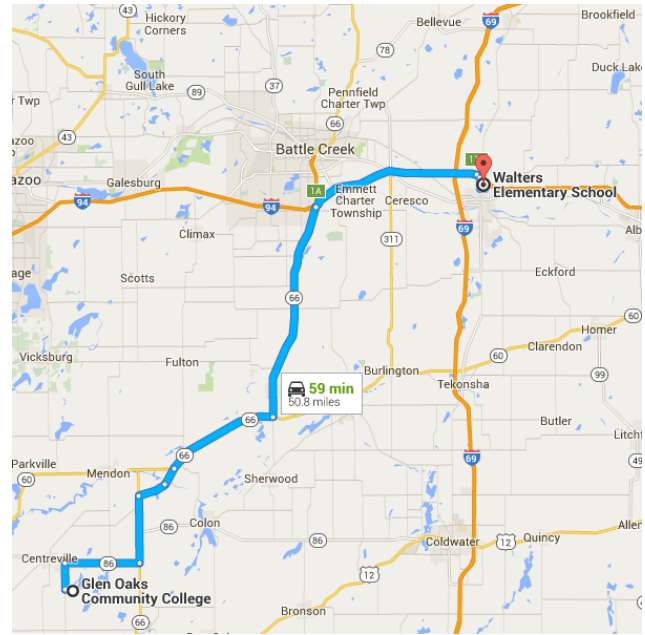 43
Hickory
Corners
Bellevue
69
Brookfield
78
South
Gull Lake
89
37
Pennfield
Charter Twp
66
Duck Lake
r Twp
43
azoo
Battle Creek
Galesburg
94
1A
94
Emmett
Charter
Township
Ceresco
Walters
Elementary School
Climax
311
69
Alb
Scotts
66
Eckford
Vicksburg
Fulton
60
Homer
60
Clarendon
Burlington
Tekonsha
99
59 min
50.8 miles
66
Butler
Litchf
66
69
49
Parkville
60
Mendon
Sherwood
86
Colon
86
Centreville
86
Coldwater
12
Quincy
Allen
Glen Oaks
Community College
12
66
Bronson